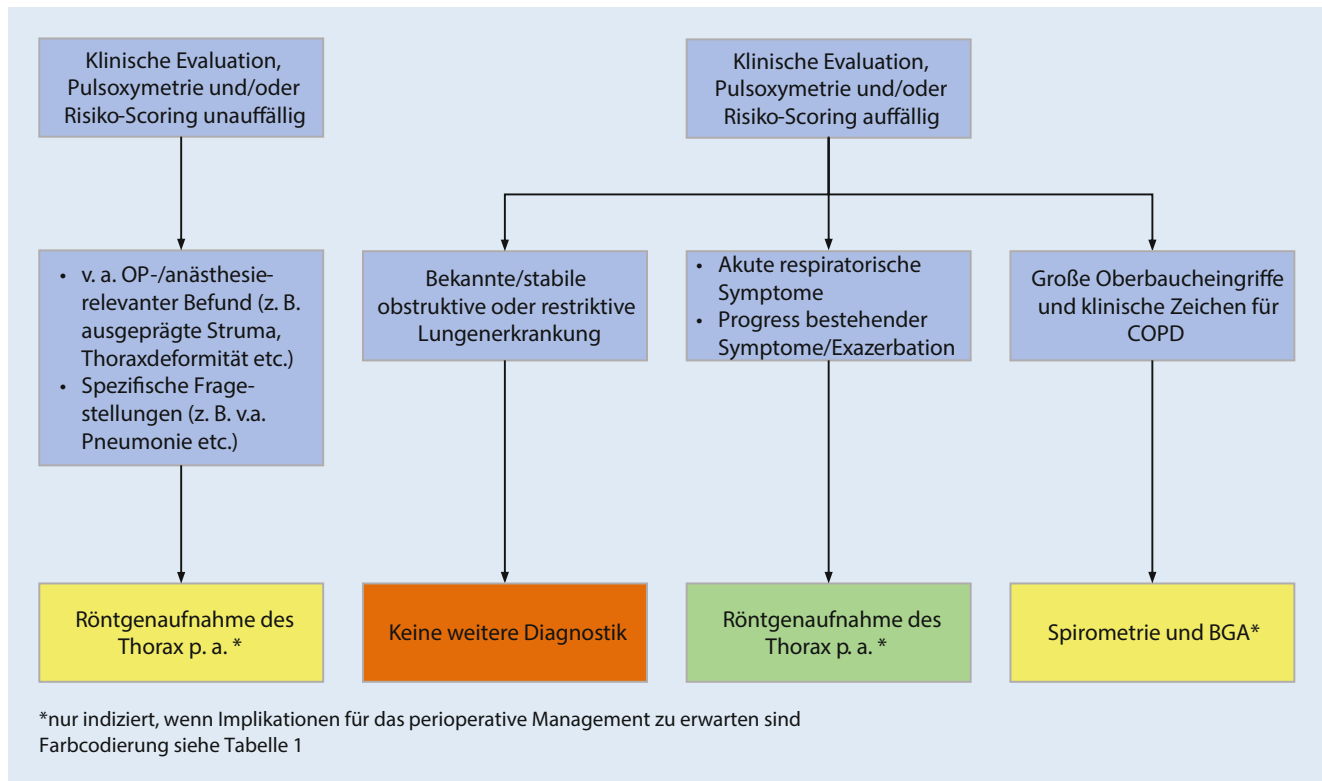 Klinische Evaluation,
Pulsoxymetrie und/oder
Risiko-Scoring unauffällig
Klinische Evaluation,
Pulsoxymetrie und/oder
Risiko-Scoring auffällig
• v. a. OP-/anästhesie-
relevanter Befund (z. B.
ausgeprägte Struma,
Thoraxdeformität etc.)
• Spezifische Frage-
stellungen (z. B. v.a.
Pneumonie etc.)
Bekannte/stabile
obstruktive oder restriktive
Lungenerkrankung
• Akute respiratorische
Symptome
• Progress bestehender
Symptome/Exazerbation
Große Oberbaucheingriffe
und klinische Zeichen für
COPD
Röntgenaufnahme des
Thorax p. a. *
Keine weitere Diagnostik
Röntgenaufnahme des
Thorax p. a. *
Spirometrie und BGA*
*nur indiziert, wenn Implikationen für das perioperative Management zu erwarten sind
Farbcodierung siehe Tabelle 1